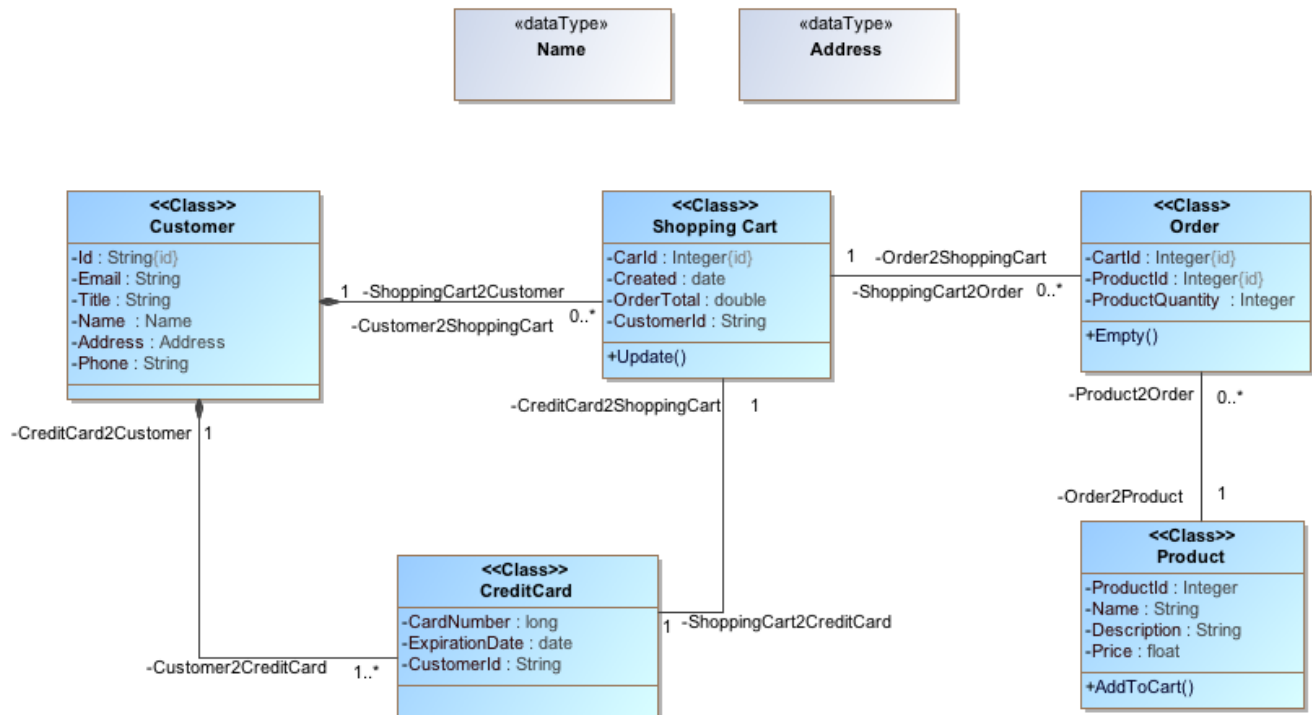 «dataType»
Name
«dataType»
Address
<<Class>>
Customer
-Id : String{id}
-Email : String
-Title : String
-Name  : Name
-Address : Address
-Phone : String
1
-ShoppingCart2Customer
-Customer2ShoppingCart
0..*
<<Class>>
Shopping Cart
-CarId : Integer{id}
-Created : date
-OrderTotal : double
-CustomerId : String
+Update()
1
-Order2ShoppingCart
-ShoppingCart2Order
0..*
<<Class>
Order
-CartId : Integer{id}
-ProductId : Integer{id}
-ProductQuantity  : Integer
+Empty()
-CreditCard2Customer
1
-CreditCard2ShoppingCart
1
-Product2Order
0..*
-Order2Product
1
<<Class>>
CreditCard
-CardNumber : long
-ExpirationDate : date
-CustomerId : String
1
-ShoppingCart2CreditCard
-Customer2CreditCard
1..*
<<Class>>
Product
-ProductId : Integer
-Name : String
-Description : String
-Price : float
+AddToCart()